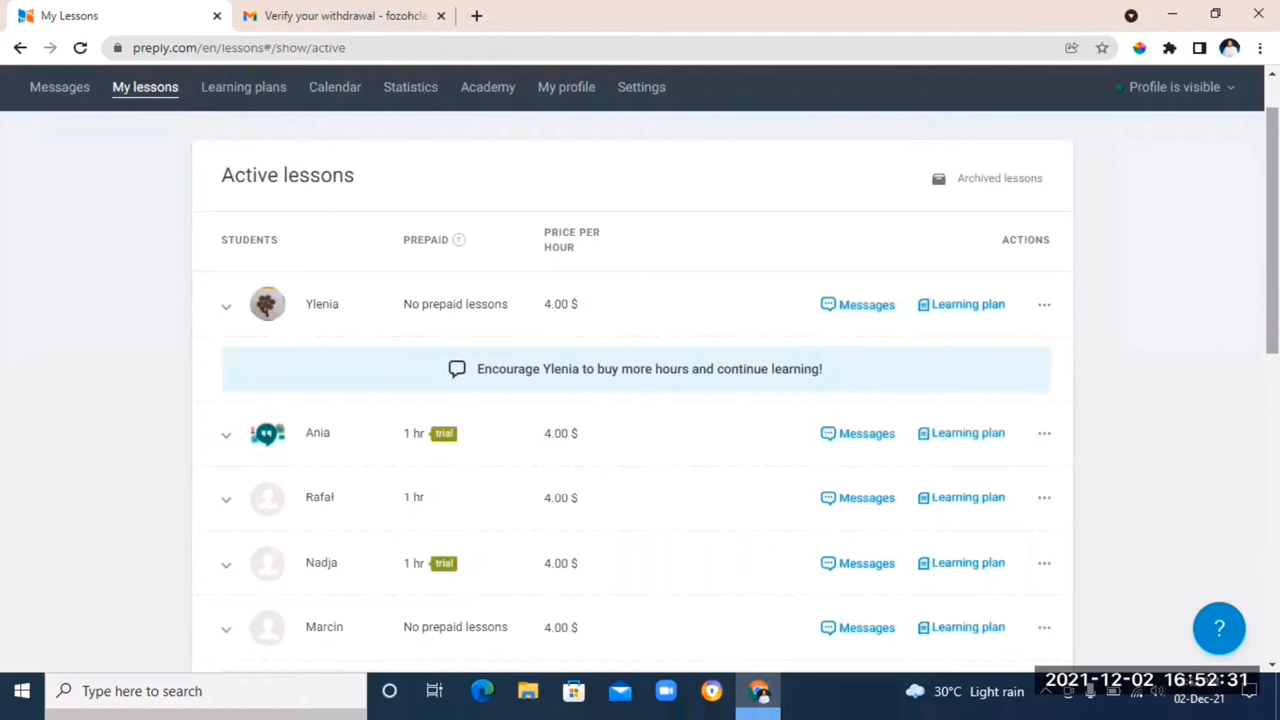 My Lessons
Verify your withdrawal - fozohcla
preply.com/en/lessons#/show/active
Messages My lessons Learning plans Calendar Statistics Academy My profile Settings Profile is visible
Active lessons
Archived lessons
STUDENTS PREPAID ? PRICE PER HOUR ACTIONS
Ylenia No prepaid lessons 4.00 $ Messages Learning plan
Encourage Ylenia to buy more hours and continue learning!
Ania 1 hr trial 4.00 $ Messages Learning plan
Rafał 1 hr 4.00 $ Messages Learning plan
Nadja 1 hr trial 4.00 $ Messages Learning plan
Marcin No prepaid lessons 4.00 $ Messages Learning plan
?
Type here to search
30°C Light rain
2021-12-02 16:52:31
02-Dec-21